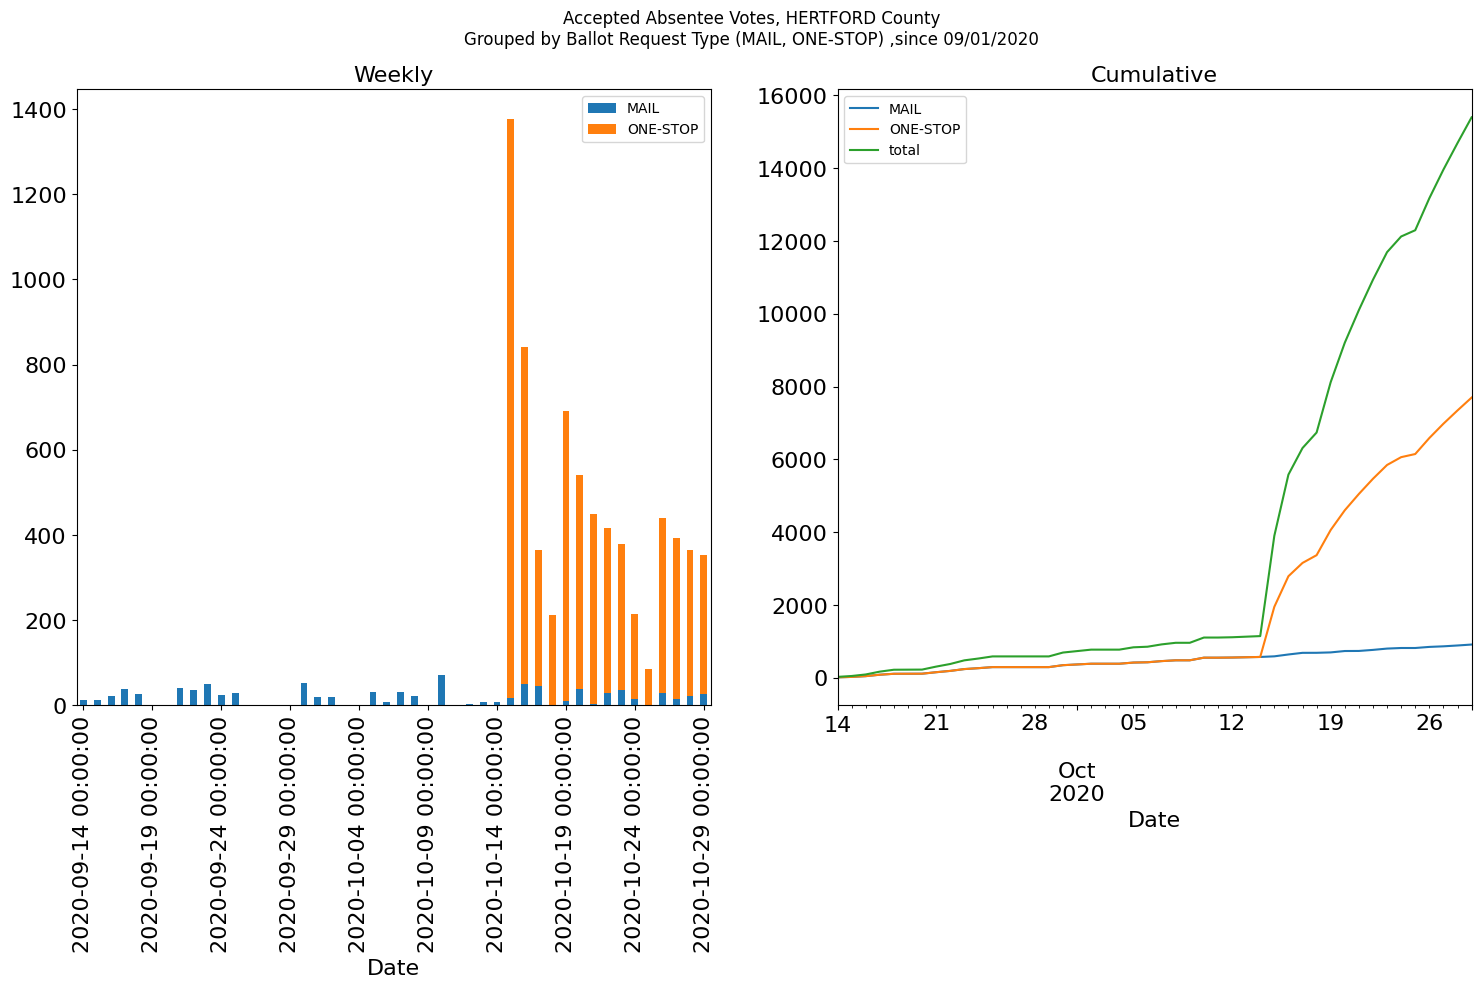 Accepted Absentee Votes, HERTFORD County
Grouped by Ballot Request Type (MAIL, ONE-STOP) ,since 09/01/2020
Weekly
1400
1200
1000
800
600
400
200
0
MAIL
ONE-STOP
2020-09-14 00:00:00
2020-09-19 00:00:00
2020-09-24 00:00:00
2020-09-29 00:00:00
2020-10-04 00:00:00
2020-10-09 00:00:00
2020-10-14 00:00:00
2020-10-19 00:00:00
2020-10-24 00:00:00
2020-10-29 00:00:00
Date
Cumulative
16000
14000
12000
10000
8000
6000
4000
2000
0
MAIL
ONE-STOP
total
14
21
28
05
12
19
26
Oct
2020
Date